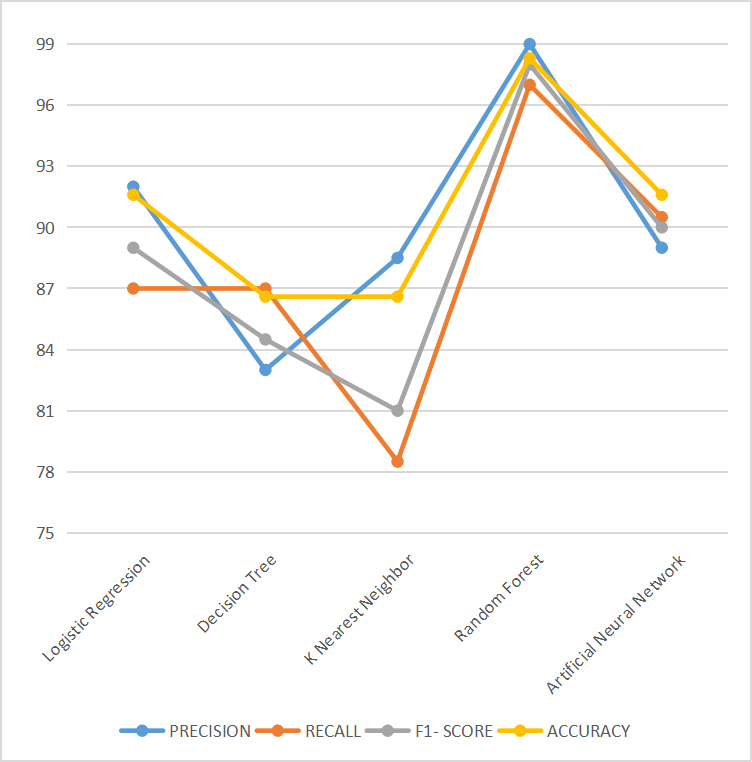 99
96
93
90
87
84
81
78
75
Logistic Regression
Decision Tree
K Nearest Neighbor
Random Forest
Artificial Neural Network
PRECISION RECALL F1- SCORE ACCURACY